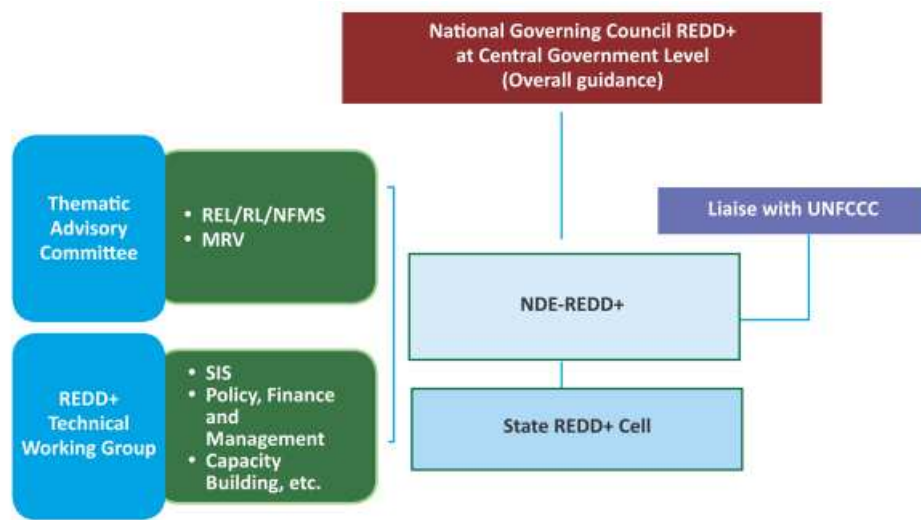 National Governing Council REDD+
at Central Government Level
(Overall guidance)
Thematic
Advisory
Committee
• REL/RL/NFMS
• MRV
Liaise with UNFCCC
NDE-REDD+
REDD+
Technical
Working Group
• SIS
• Policy, Finance
and
Management
• Capacity
Building, etc.
State REDD+ Cell